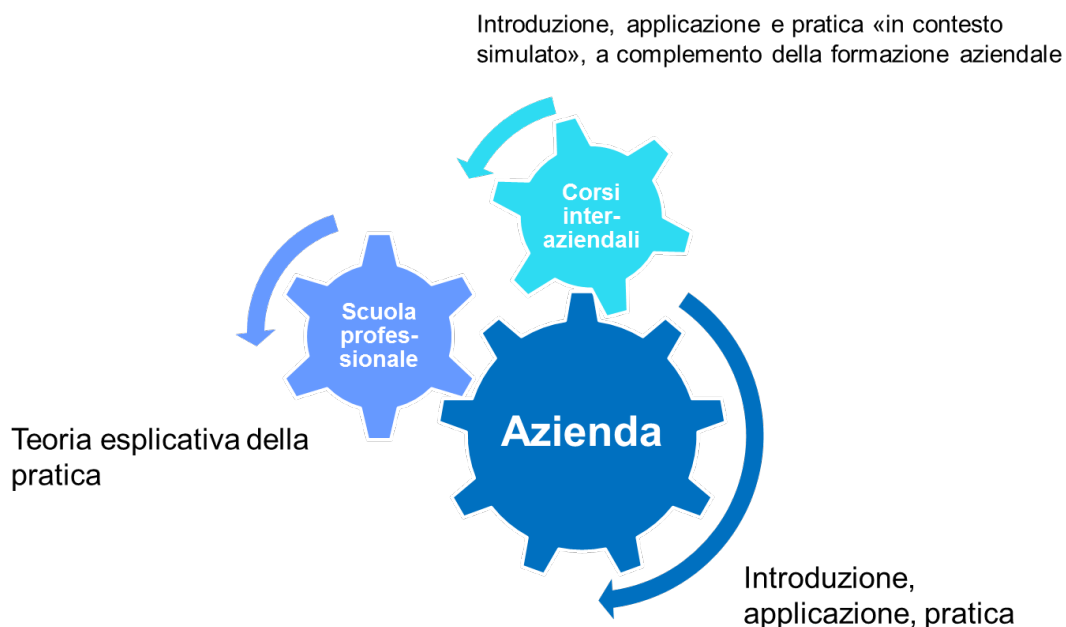 Introduzione, applicazione e pratica «in contesto
simulato», a complemento della formazione aziendale
Corsi
inter-
aziendali
Scuola
profes-
sionale
Azienda
Teoria esplicativa della
pratica
Introduzione,
applicazione, pratica